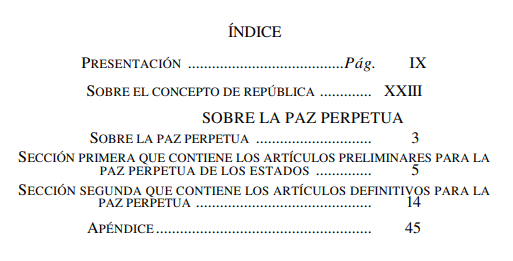 ÍNDICE
PRESENTACIÓN .......................................Pág. IX
SOBRE EL CONCEPTO DE REPÚBLICA ............. XXIII
SOBRE LA PAZ PERPETUA
SOBRE LA PAZ PERPETUA ............................. 3
SECCIÓN PRIMERA QUE CONTIENE LOS ARTÍCULOS PRELIMINARES PARA LA
PAZ PERPETUA DE LOS ESTADOS .............. 5
SECCIÓN SEGUNDA QUE CONTIENE LOS ARTÍCULOS DEFINITIVOS PARA LA
PAZ PERPETUA ............................................ 14
APÉNDICE...................................................... 45